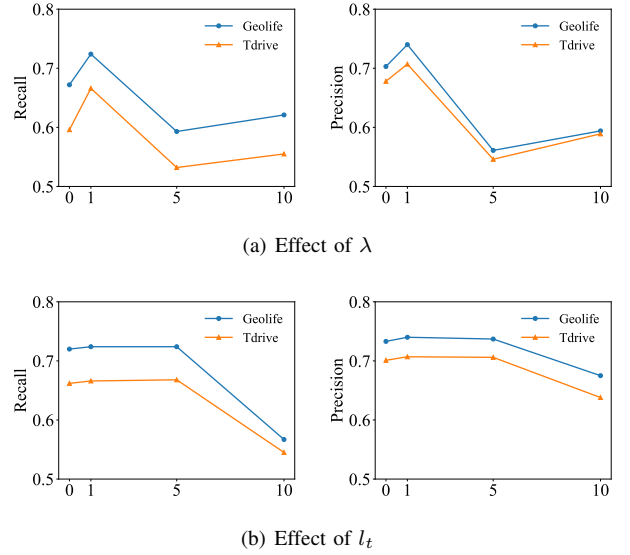 0.8
0.7
0.6
0.5
Recall
Geolife
Tdrive
0 1 5 10
0.8
0.7
0.6
0.5
Precision
Geolife
Tdrive
0 1 5 10
(a) Effect of λ
0.8
0.7
0.6
0.5
Recall
Geolife
Tdrive
0 1 5 10
0.8
0.7
0.6
0.5
Precision
Geolife
Tdrive
0 1 5 10
(b) Effect of l_t